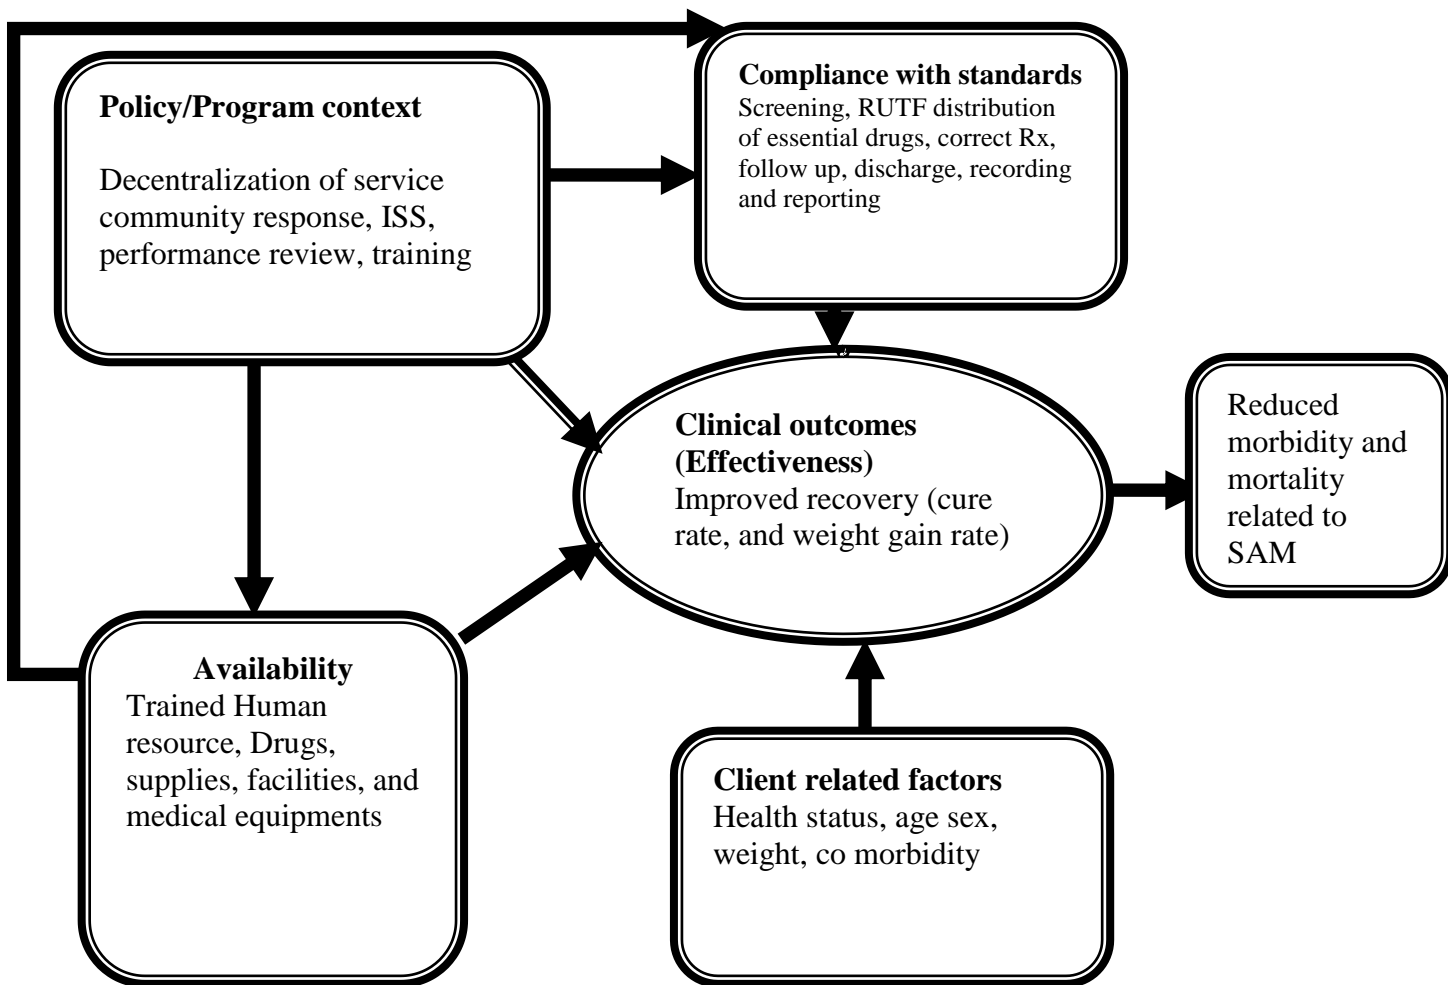 Policy/Program context
Decentralization of service
community response, ISS,
performance review, training
Compliance with standards
Screening, RUTF distribution
of essential drugs, correct Rx,
follow up, discharge, recording
and reporting
Clinical outcomes
(Effectiveness)
Improved recovery (cure
rate, and weight gain rate)
Reduced
morbidity and
mortality
related to
SAM
Availability
Trained Human
resource, Drugs,
supplies, facilities, and
medical equipments
Client related factors
Health status, age sex,
weight, co morbidity